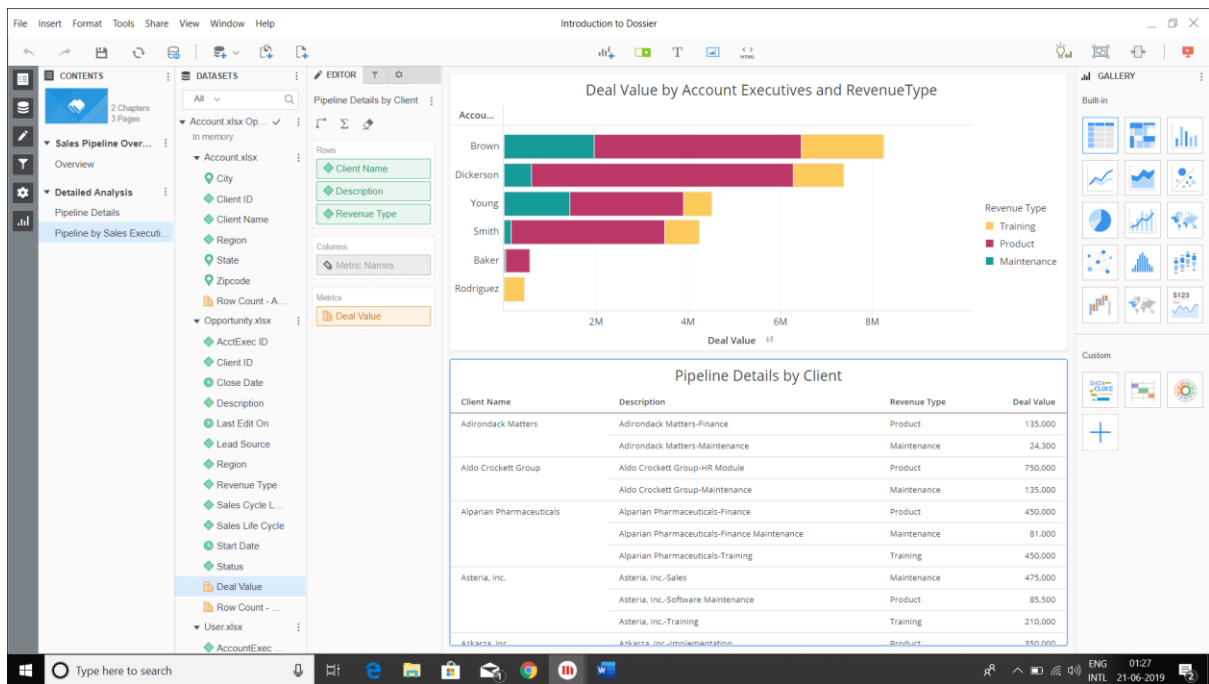 File Insert Format Tools Share View Window Help
Introduction to Dossier
T
< >
HTML
CONTENTS
2 Chapters
3 Pages
Sales Pipeline Over...
Overview
Detailed Analysis
Pipeline Details
Pipeline by Sales Executi...
DATASETS
All
Account.xlsx Op...
In memory
Account.xlsx
City
Client ID
Client Name
Region
State
Zipcode
Row Count - A...
Opportunity.xlsx
AcctExec ID
Client ID
Close Date
Description
Last Edit On
Lead Source
Region
Revenue Type
Sales Cycle L...
Sales Life Cycle
Start Date
Status
Deal Value
Row Count - ...
User.xlsx
AccountExec ...
EDITOR
Pipeline Details by Client
Rows
Client Name
Description
Revenue Type
Columns
Metric Names
Metrics
Deal Value
Deal Value by Account Executives and RevenueType
Accou...
Brown
Dickerson
Young
Smith
Baker
Rodriguez
2M 4M 6M 8M
Deal Value
Revenue Type
Training
Product
Maintenance
Pipeline Details by Client
Client Name Description Revenue Type Deal Value
Adirondack Matters Adirondack Matters-Finance Product 135,000
Adirondack Matters-Maintenance Maintenance 24,300
Aldo Crockett Group Aldo Crockett Group-HR Module Product 750,000
Aldo Crockett Group-Maintenance Maintenance 135,000
Alparian Pharmaceuticals Alparian Pharmaceuticals-Finance Product 450,000
Alparian Pharmaceuticals-Finance Maintenance Maintenance 81,000
Alparian Pharmaceuticals-Training Training 450,000
Asteria, Inc. Asteria, Inc.-Sales Maintenance 475,000
Asteria, Inc.-Software Maintenance Product 85,500
Asteria, Inc.-Training Training 210,000
Azkarza, Inc. Azkarza, Inc.-Implementation Product 350,000
GALLERY
Built-in
$123
Custom
DATA
CLOUD
Type here to search
ENG
INTL
01:27
21-06-2019